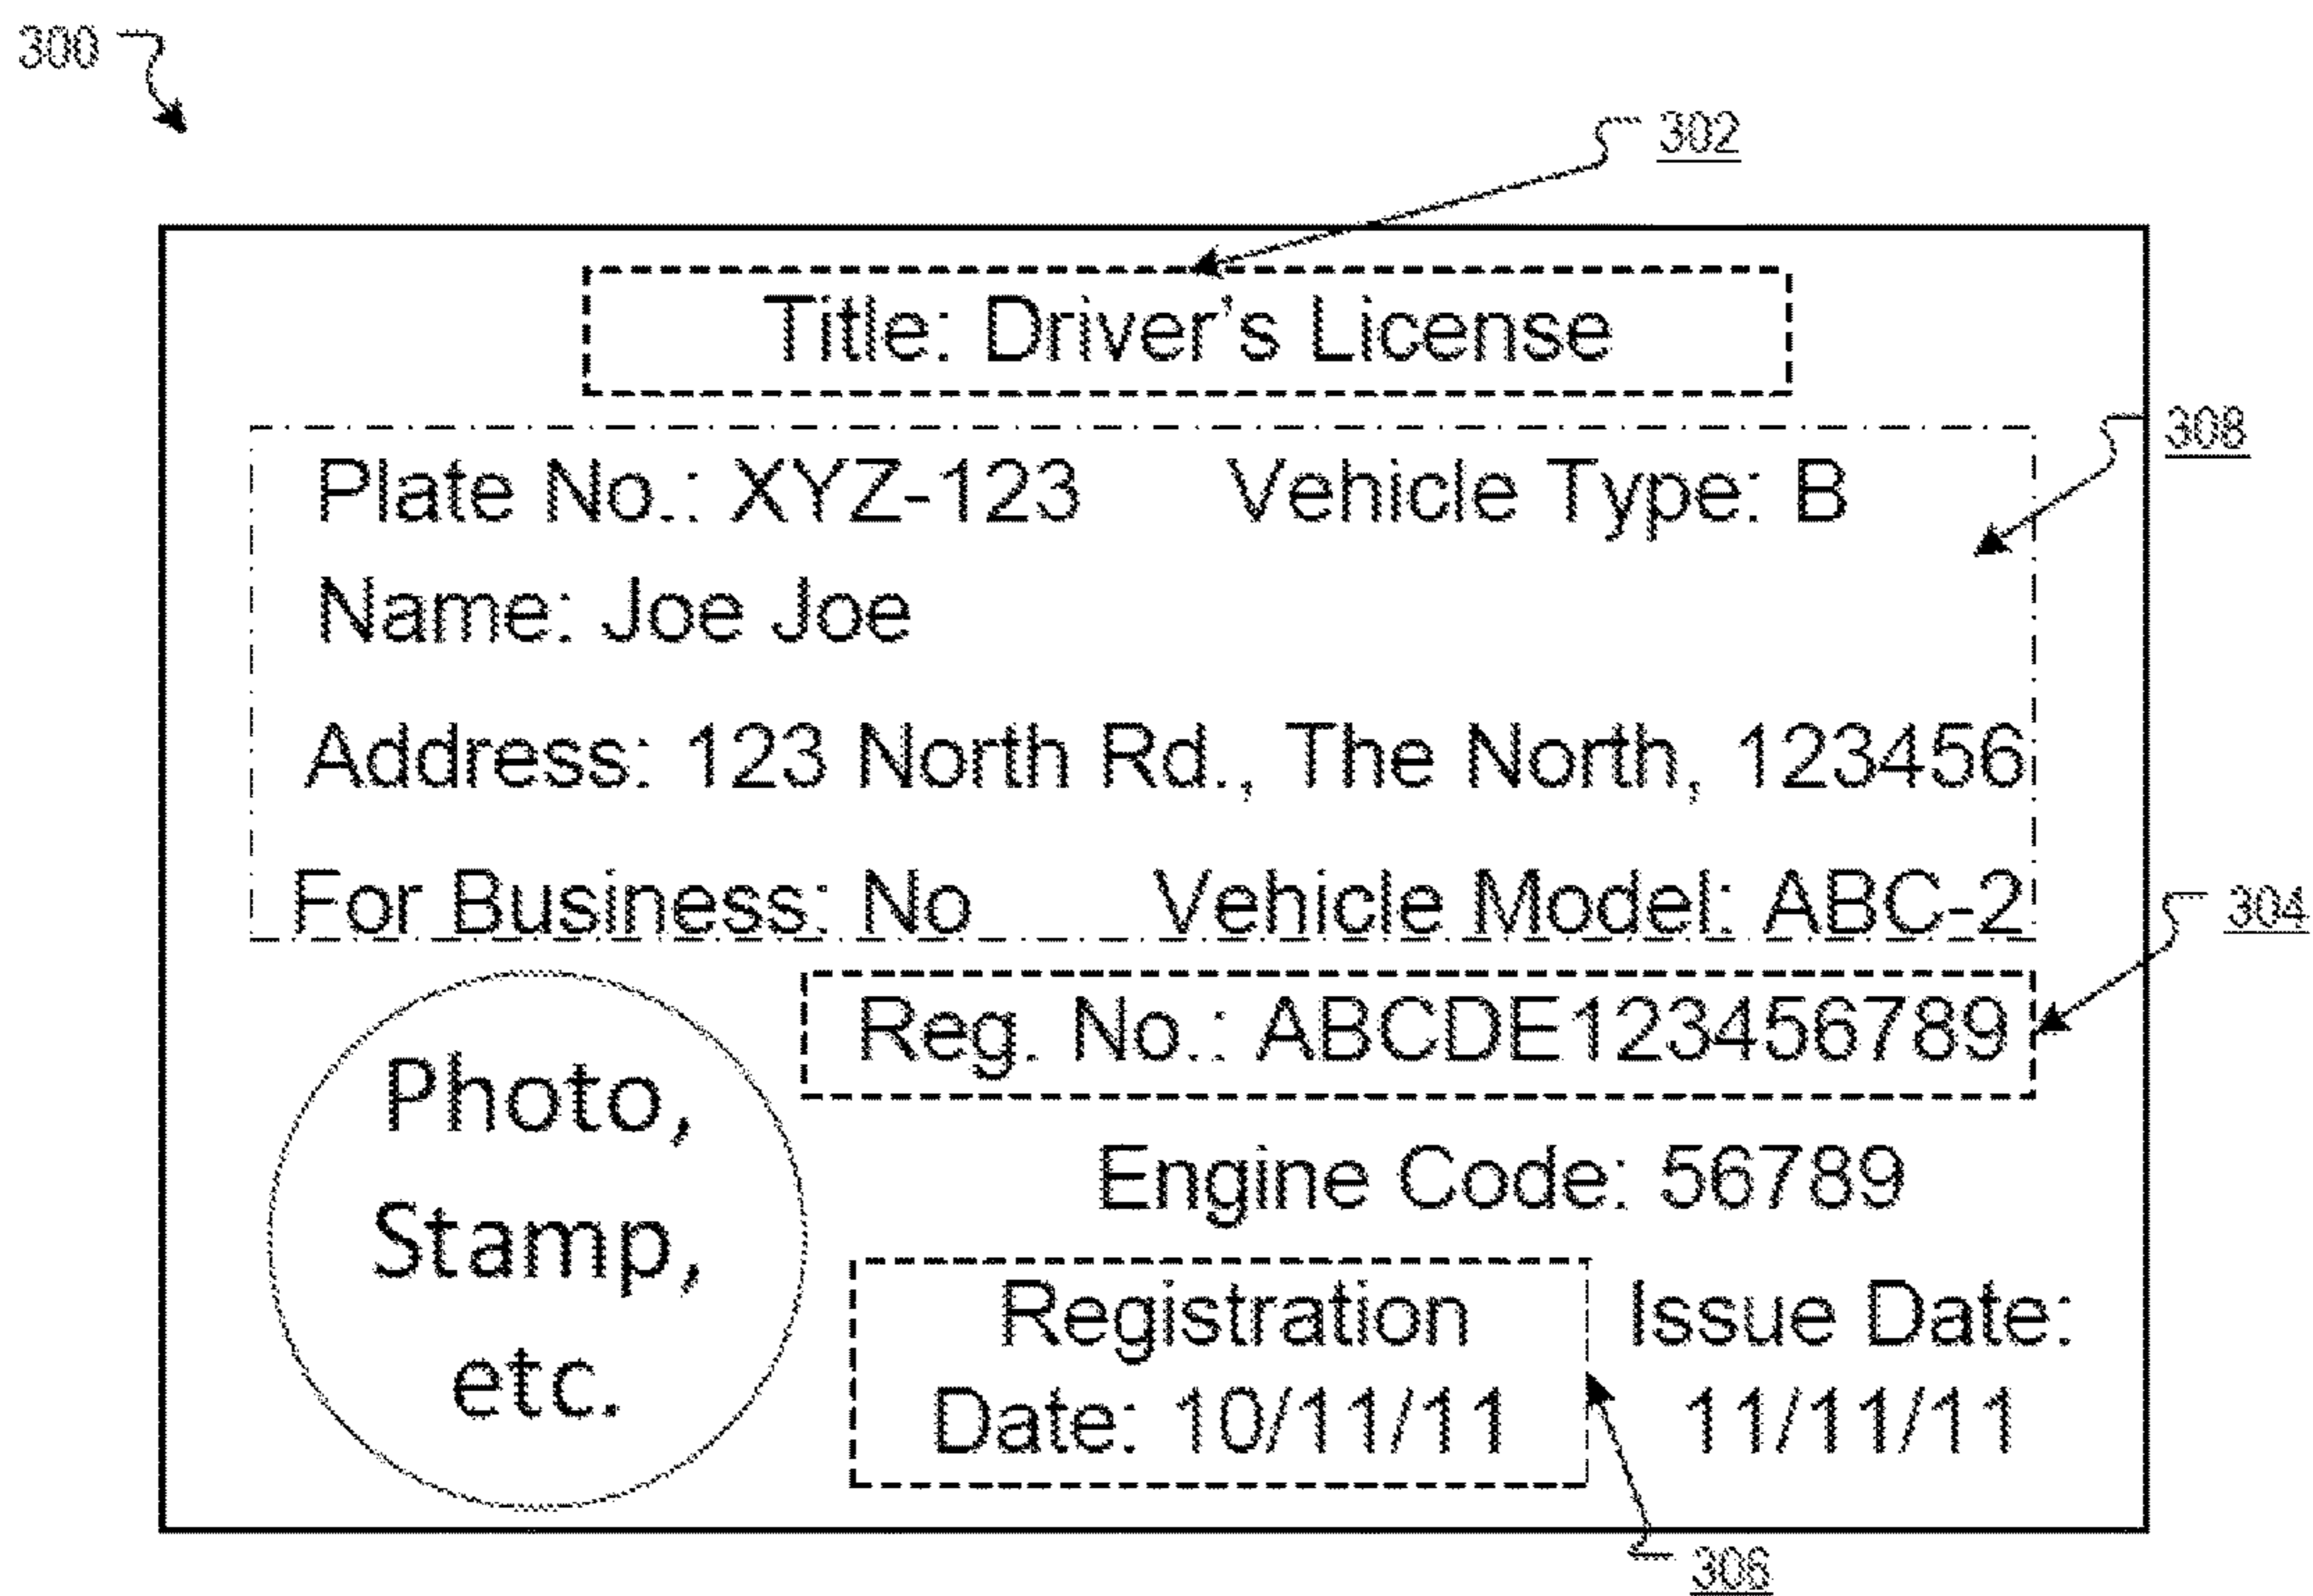 300
302
Title: Driver's License
308
Plate No.: XYZ-123 Vehicle Type: B
Name: Joe Joe
Address: 123 North Rd., The North, 123456
For Business: No Vehicle Model: ABC-2
304
Reg. No.: ABCDE123456789
Photo,
Stamp,
etc.
Engine Code: 56789
Registration
Date: 10/11/11
Issue Date:
11/11/11
306